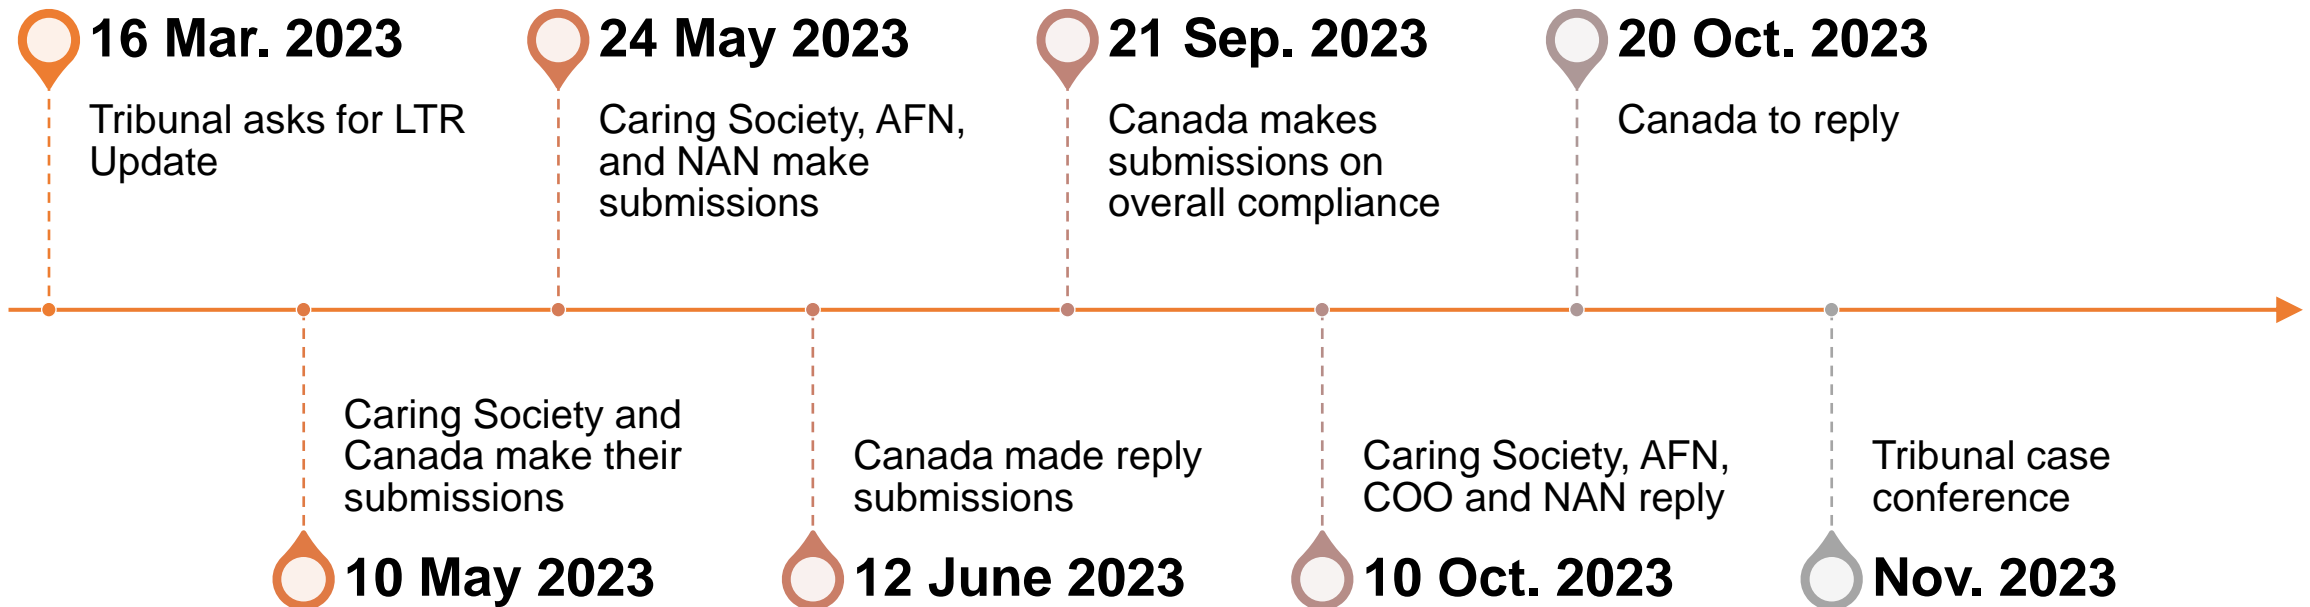 16 Mar. 2023
Tribunal asks for LTR
Update
10 May 2023
Caring Society and
Canada make their
submissions
24 May 2023
Caring Society, AFN,
and NAN make
submissions
12 June 2023
Canada made reply
submissions
21 Sep. 2023
Canada makes
submissions on
overall compliance
10 Oct. 2023
Caring Society, AFN,
COO and NAN reply
20 Oct. 2023
Canada to reply
Nov. 2023
Tribunal case
conference